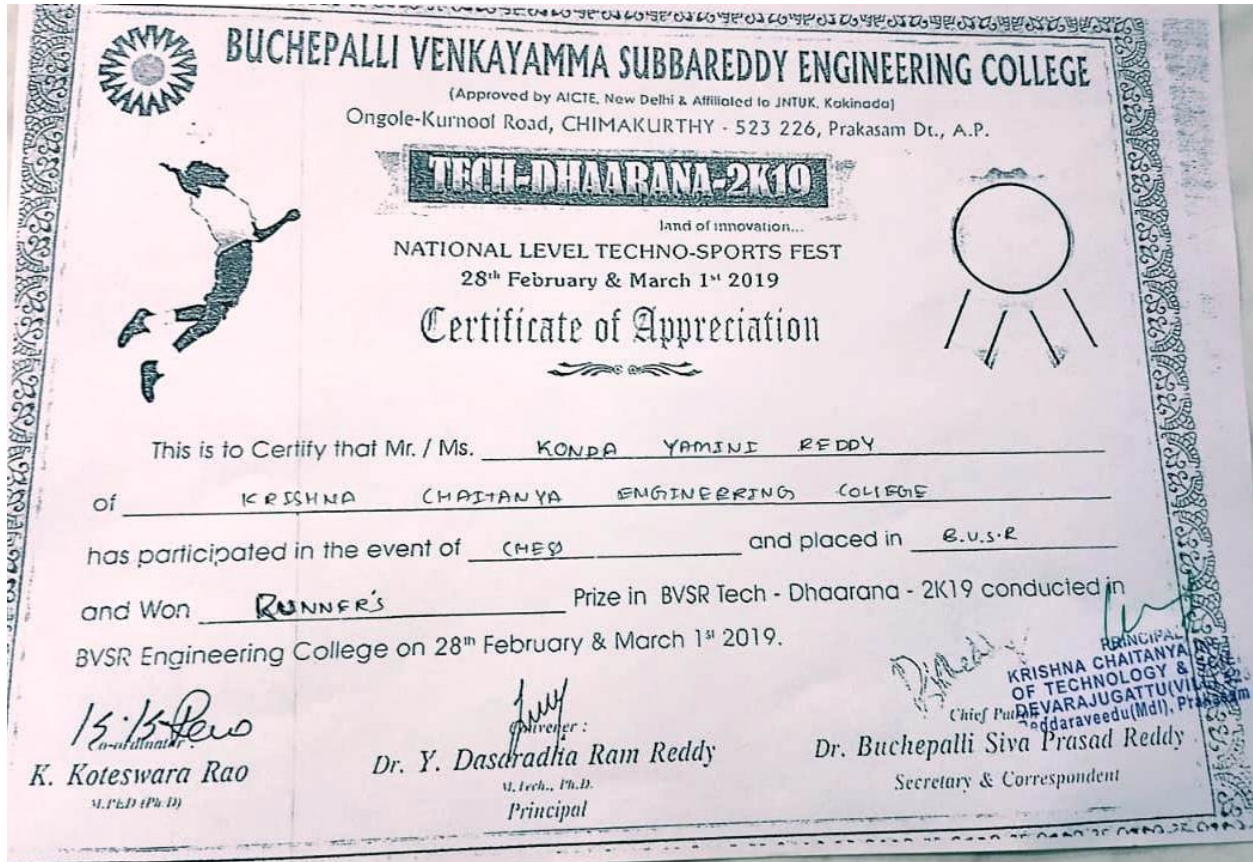 BUCHEPALLI VENKAYAMMA SUBBAREDDY ENGINEERING COLLEGE
(Approved by AICTE, New Delhi & Affiliated to JNTUK, Kakinada)
Ongole-Kurnool Road, CHIMAKURTHY - 523 226, Prakasam Dt., A.P.
TECH-DHAARANA-2K19
land of innovation...
NATIONAL LEVEL TECHNO-SPORTS FEST
28th February & March 1st 2019
Certificate of Appreciation
This is to Certify that Mr. / Ms. KONDA YAMINI REDDY
of KRISHNA CHAITANYA ENGINEERING COLLEGE
has participated in the event of and placed in B.V.S.R
and Won RUNNER'S Prize in BVSR Tech - Dhaarana - 2K19 conducted in
BVSR Engineering College on 28th February & March 1st 2019.
PRINCIPAL
KRISHNA CHAITANYA
OF TECHNOLOGY &
DEVARAJUGATTU
Peddaraveedu(Mdl), Prakasam
Co-ordinator :
K. Koteswara Rao
M.P.ED (Ph.D)
Convener :
Dr. Y. Dasaradha Ram Reddy
M.Tech., Ph.D.
Principal
Chief
Dr. Buchepalli Siva Prasad Reddy
Secretary & Correspondent